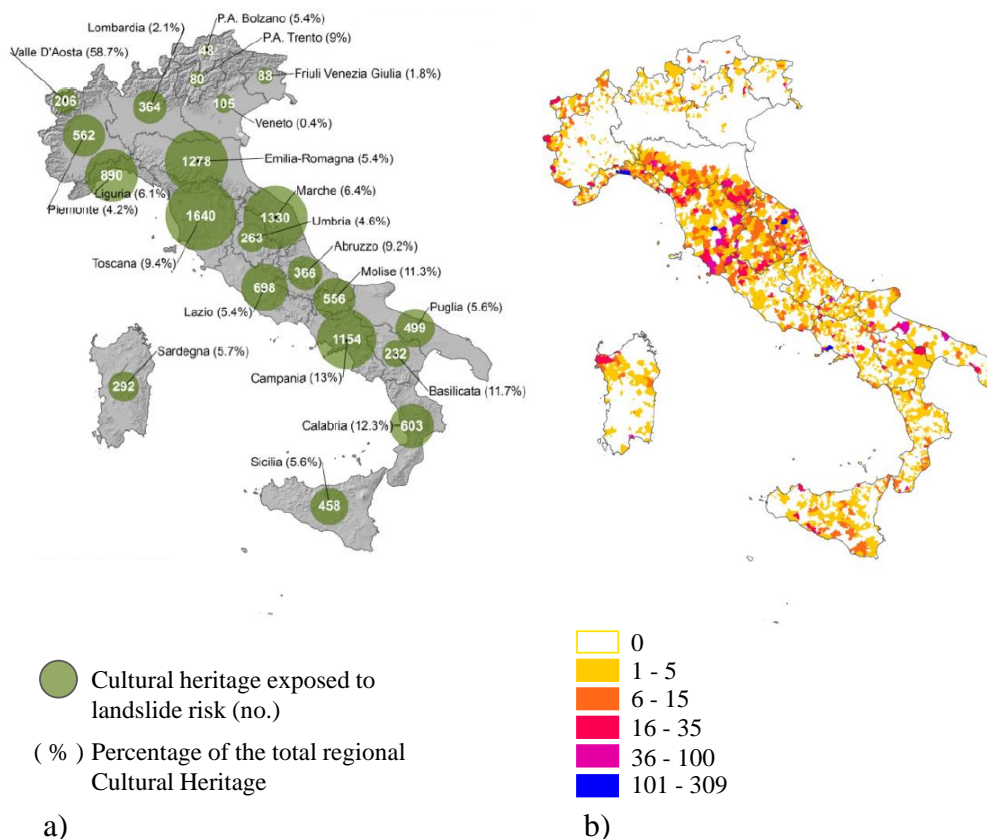 P.A. Bolzano (5.4%)
Lombardia (2.1%)
P.A. Trento (9%)
Valle D'Aosta (58.7%)
48
Friuli Venezia Giulia (1.8%)
80
88
206
364
105
Veneto (0.4%)
562
1278
Emilia-Romagna (5.4%)
890
Liguria (6.1%)
Marche (6.4%)
Piemonte (4.2%)
1640
1330
Umbria (4.6%)
263
Abruzzo (9.2%)
Toscana (9.4%)
366
Molise (11.3%)
698
556
Puglia (5.6%)
Lazio (5.4%)
499
1154
232
Sardegna (5.7%)
Campania (13%)
292
Basilicata (11.7%)
Calabria (12.3%)
603
Sicilia (5.6%)
458
Cultural heritage exposed to
landslide risk (no.)
( % ) Percentage of the total regional
Cultural Heritage
a)
0
1 - 5
6 - 15
16 - 35
36 - 100
101 - 309
b)